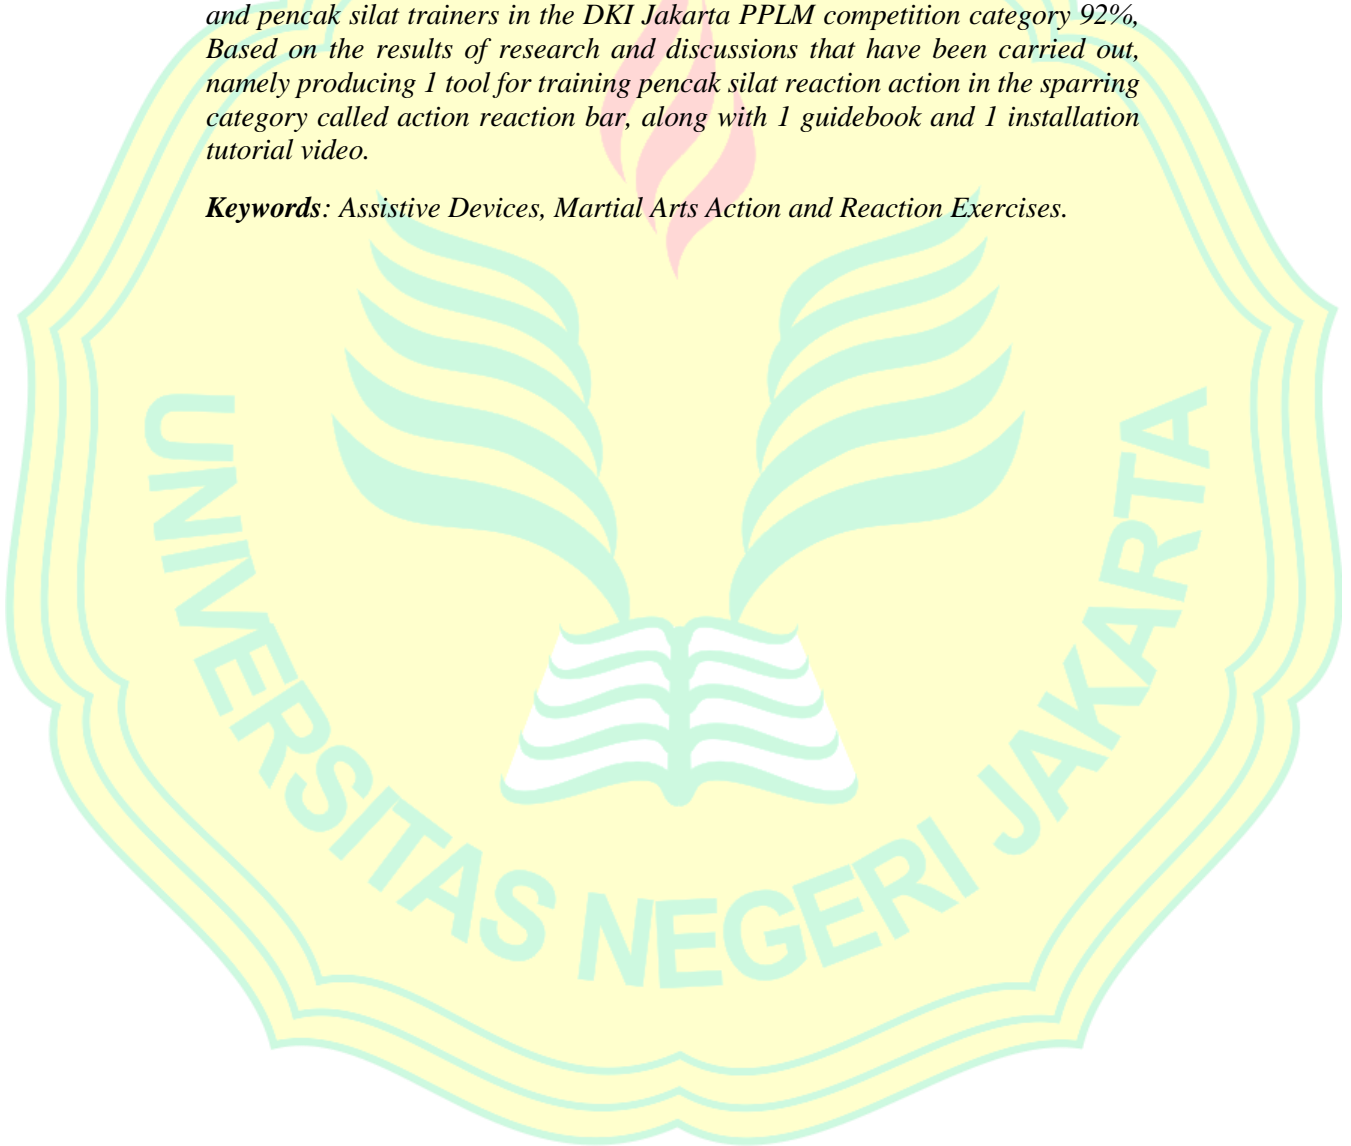 and pencak silat trainers in the DKI Jakarta PPLM competition category 92%,
Based on the results of research and discussions that have been carried out,
namely producing 1 tool for training pencak silat reaction action in the sparring
category called action reaction bar, along with 1 guidebook and 1 installation
tutorial video.
Keywords: Assistive Devices, Martial Arts Action and Reaction Exercises.
UNIVERSITAS NEGERI JAKARTA